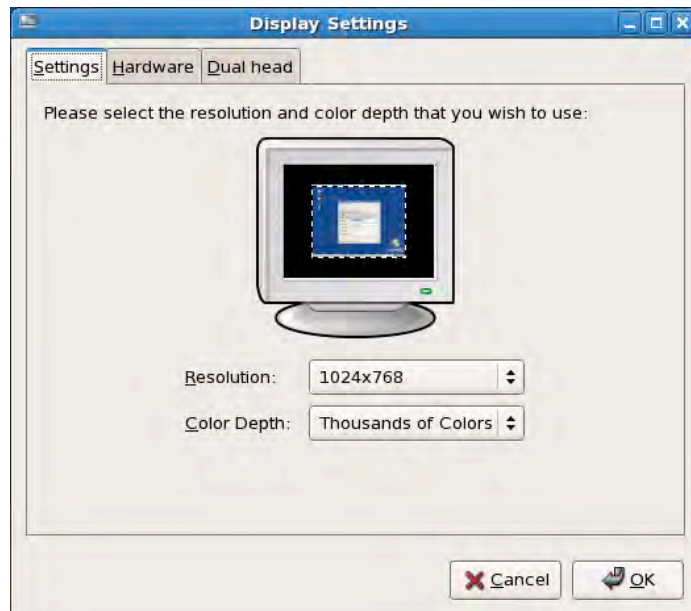 Display Settings
Settings Hardware Dual head
Please select the resolution and color depth that you wish to use:
Resolution: 1024x768
Color Depth: Thousands of Colors
Cancel OK